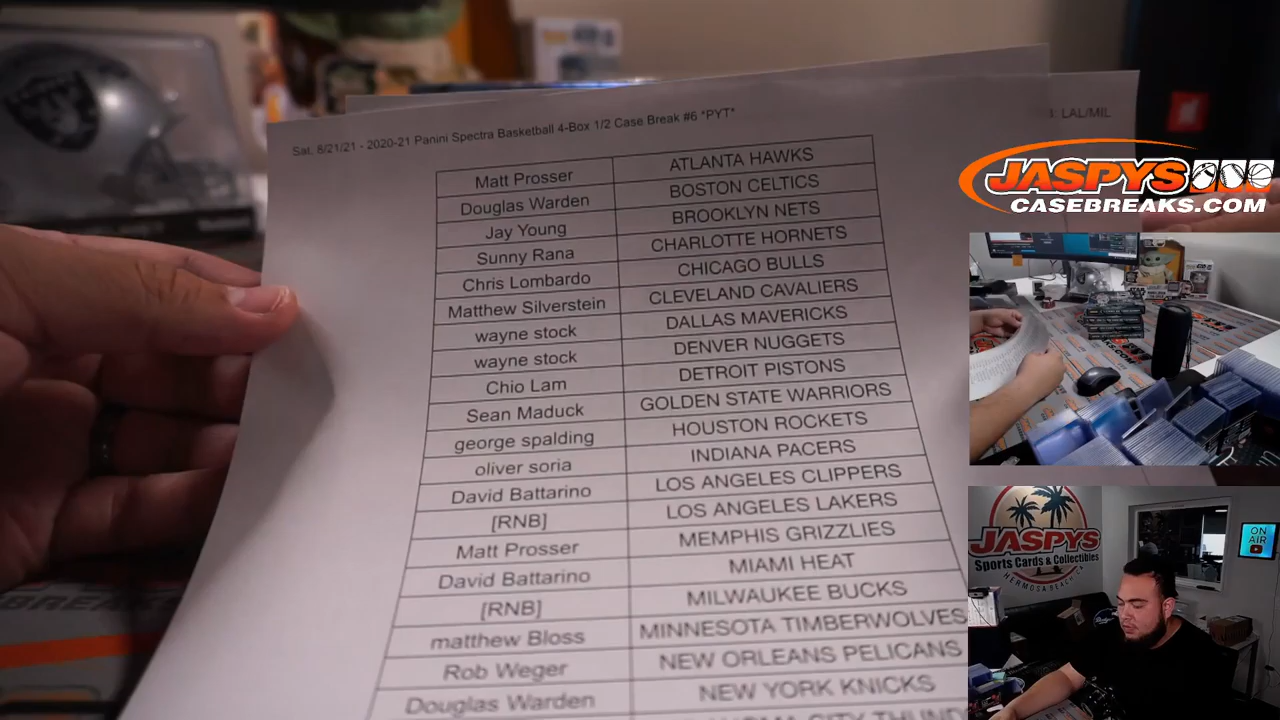 Sat. 8/21/21 - 2020-21 Panini Spectra Basketball 4-Box 1/2 Case Break #6 *PYT*
LAL/MIL
Matt Prosser ATLANTA HAWKS
Douglas Warden BOSTON CELTICS
Jay Young BROOKLYN NETS
Sunny Rana CHARLOTTE HORNETS
Chris Lombardo CHICAGO BULLS
Matthew Silverstein CLEVELAND CAVALIERS
wayne stock DALLAS MAVERICKS
wayne stock DENVER NUGGETS
Chio Lam DETROIT PISTONS
Sean Maduck GOLDEN STATE WARRIORS
george spalding HOUSTON ROCKETS
oliver soria INDIANA PACERS
David Battarino LOS ANGELES CLIPPERS
[RNB] LOS ANGELES LAKERS
Matt Prosser MEMPHIS GRIZZLIES
David Battarino MIAMI HEAT
[RNB] MILWAUKEE BUCKS
matthew Bloss MINNESOTA TIMBERWOLVES
Rob Weger NEW ORLEANS PELICANS
Douglas Warden NEW YORK KNICKS
JASPYS
CASEBREAKS.COM
JASPYS
Sports Cards & Collectibles
HERMOSA BEACH, CA
ON
AIR